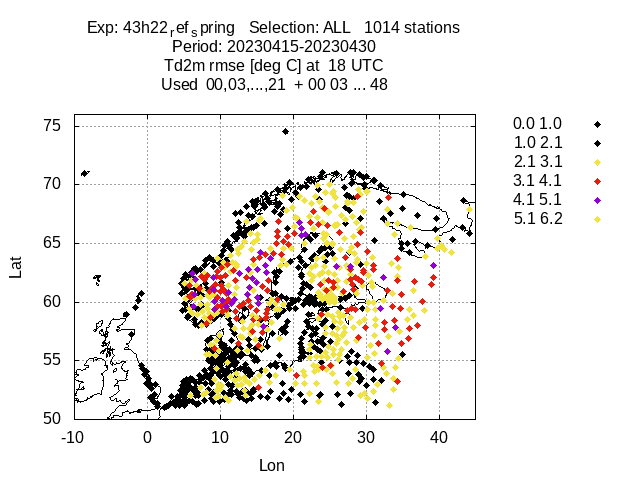 Exp: 43h22ref spring Selection: ALL 1014 stations
Period: 20230415-20230430
Td2m rmse [deg C] at 18 UTC
Used 00,03,...,21 + 00 03 ... 48
75
70
65
60
55
50
-10 0 10 20 30 40
Lat
Lon
0.0 1.0
1.0 2.1
2.1 3.1
3.1 4.1
4.1 5.1
5.1 6.2